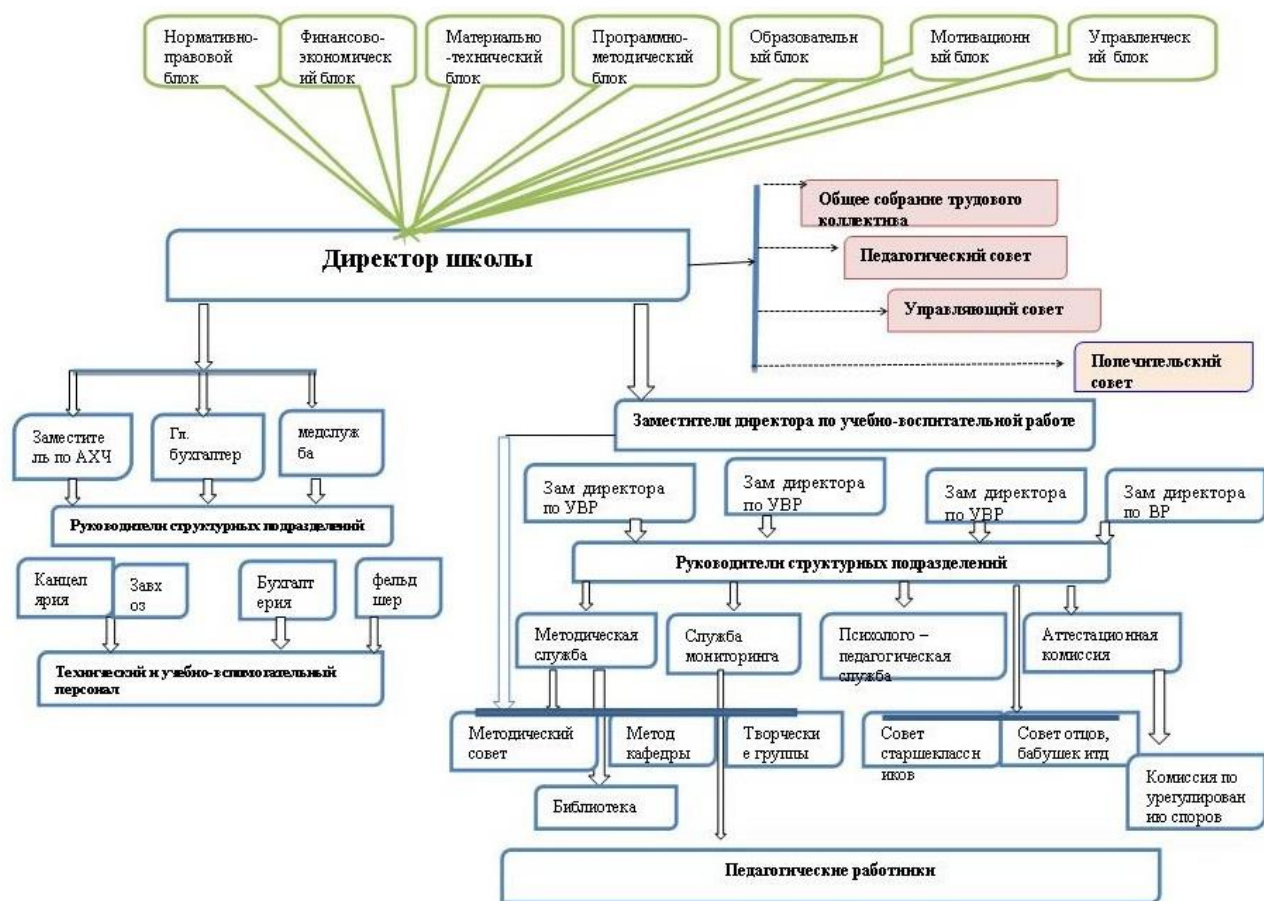 Нормативно-
правовой
блок
Финансово-
экономическ
ий блок
Материально
-технический
блок
Программно-
методический
блок
Образовательн
ый блок
Мотивационн
ый блок
Управленческ
ий блок
Общее собрание трудового
коллектива
Директор школы
Педагогический совет
Управляющий совет
Попечительский
совет
Заместители директора по учебно-воспитательной работе
Заместите
ль по АХЧ
Гл.
бухгалтер
медслуж
ба
Зам директора
по УВР
Зам директора
по УВР
Зам директора
по УВР
Зам директора
по ВР
Руководители структурных подразделений
Руководители структурных подразделений
Канцел
ярия
Завх
оз
Бухгалт
ерия
фельд
шер
Методическая
служба
Служба
мониторинга
Психолого –
педагогическая
служба
Аттестационная
комиссия
Технический и учебно-вспомогательный
персонал
Методический
совет
Метод
кафедры
Творчески
е группы
Совет
старшекласс н
иков
Совет отцов,
бабушек итд
Библиотека
Комиссия по
урегулирован
ию споров
Педагогические работники